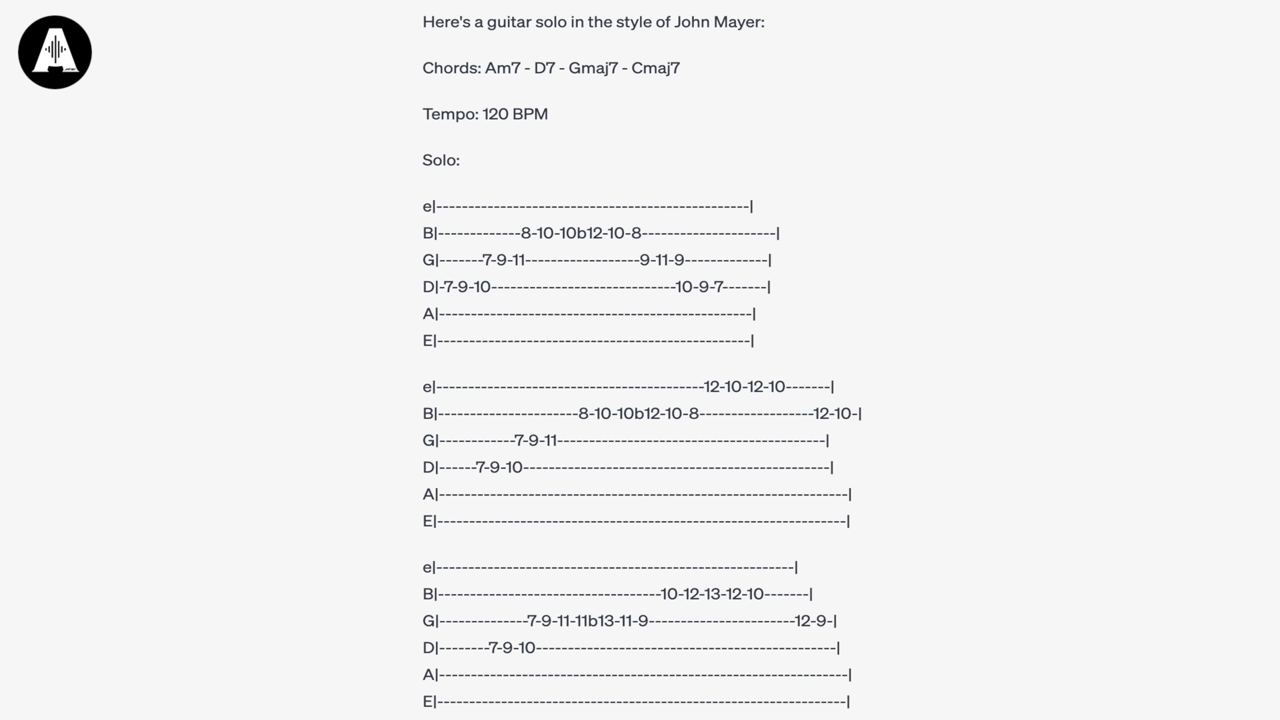 A
Here's a guitar solo in the style of John Mayer:
Chords: Am7 - D7 - Gmaj7 - Cmaj7
Tempo: 120 BPM
Solo:
e|-------------------------------------------------|
B|-------------8-10-10b12-10-8---------------------|
G|-------7-9-11------------------9-11-9-------------|
D|-7-9-10-----------------------------10-9-7-------|
A|-------------------------------------------------|
E|-------------------------------------------------|
e|------------------------------------------12-10-12-10-------|
B|----------------------8-10-10b12-10-8------------------12-10-|
G|------------7-9-11------------------------------------------|
D|------7-9-10------------------------------------------------|
A|----------------------------------------------------------------|
E|----------------------------------------------------------------|
e|--------------------------------------------------------|
B|-----------------------------------10-12-13-12-10-------|
G|--------------7-9-11-11b13-11-9-----------------------12-9-|
D|--------7-9-10-----------------------------------------------|
A|----------------------------------------------------------------|
E|----------------------------------------------------------------|